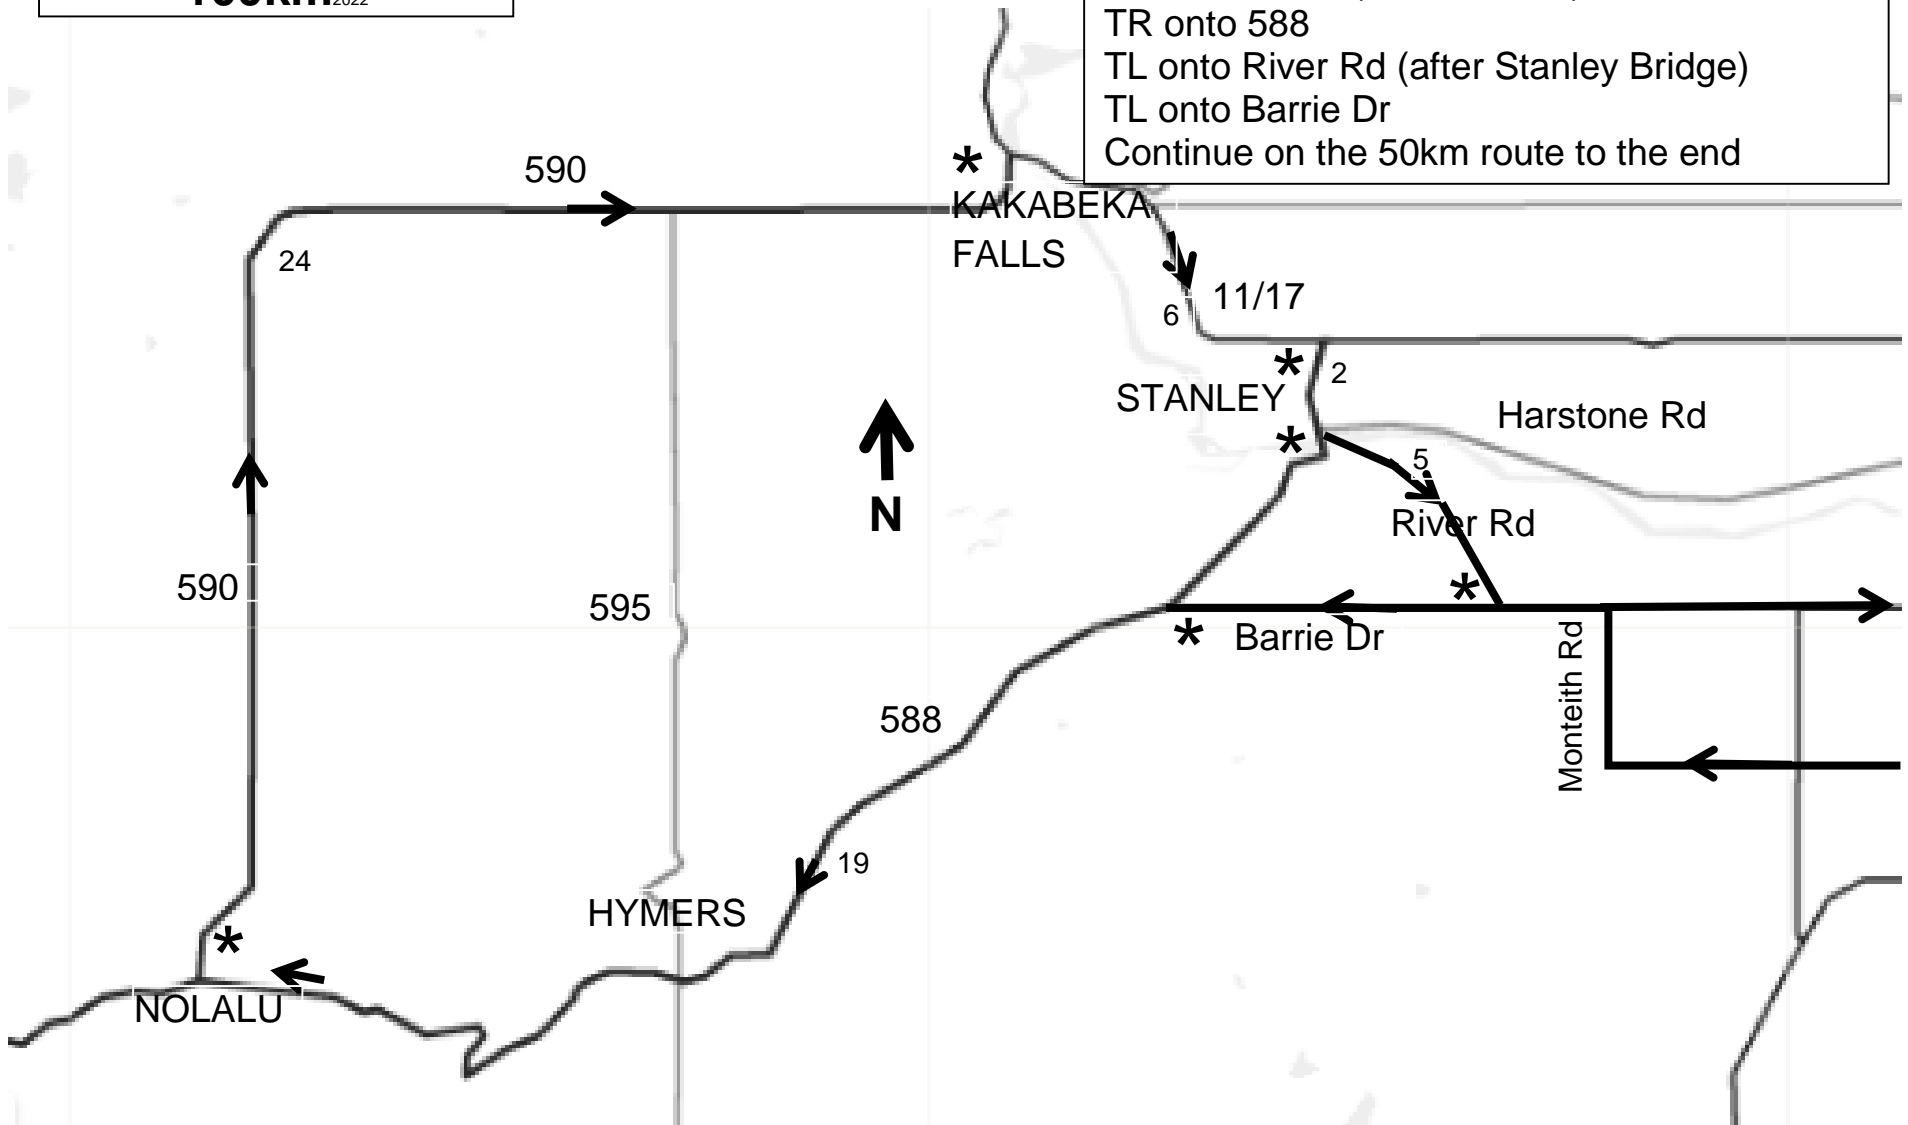 2022
TR onto 588
TL onto River Rd (after Stanley Bridge)
TL onto Barrie Dr
Continue on the 50km route to the end
590
*
KAKABEKA
FALLS
24
11/17
6
*
2
STANLEY
Harstone Rd
*
5
N
River Rd
590
595
*
*
Barrie Dr
Monteith Rd
588
19
HYMERS
*
NOLALU